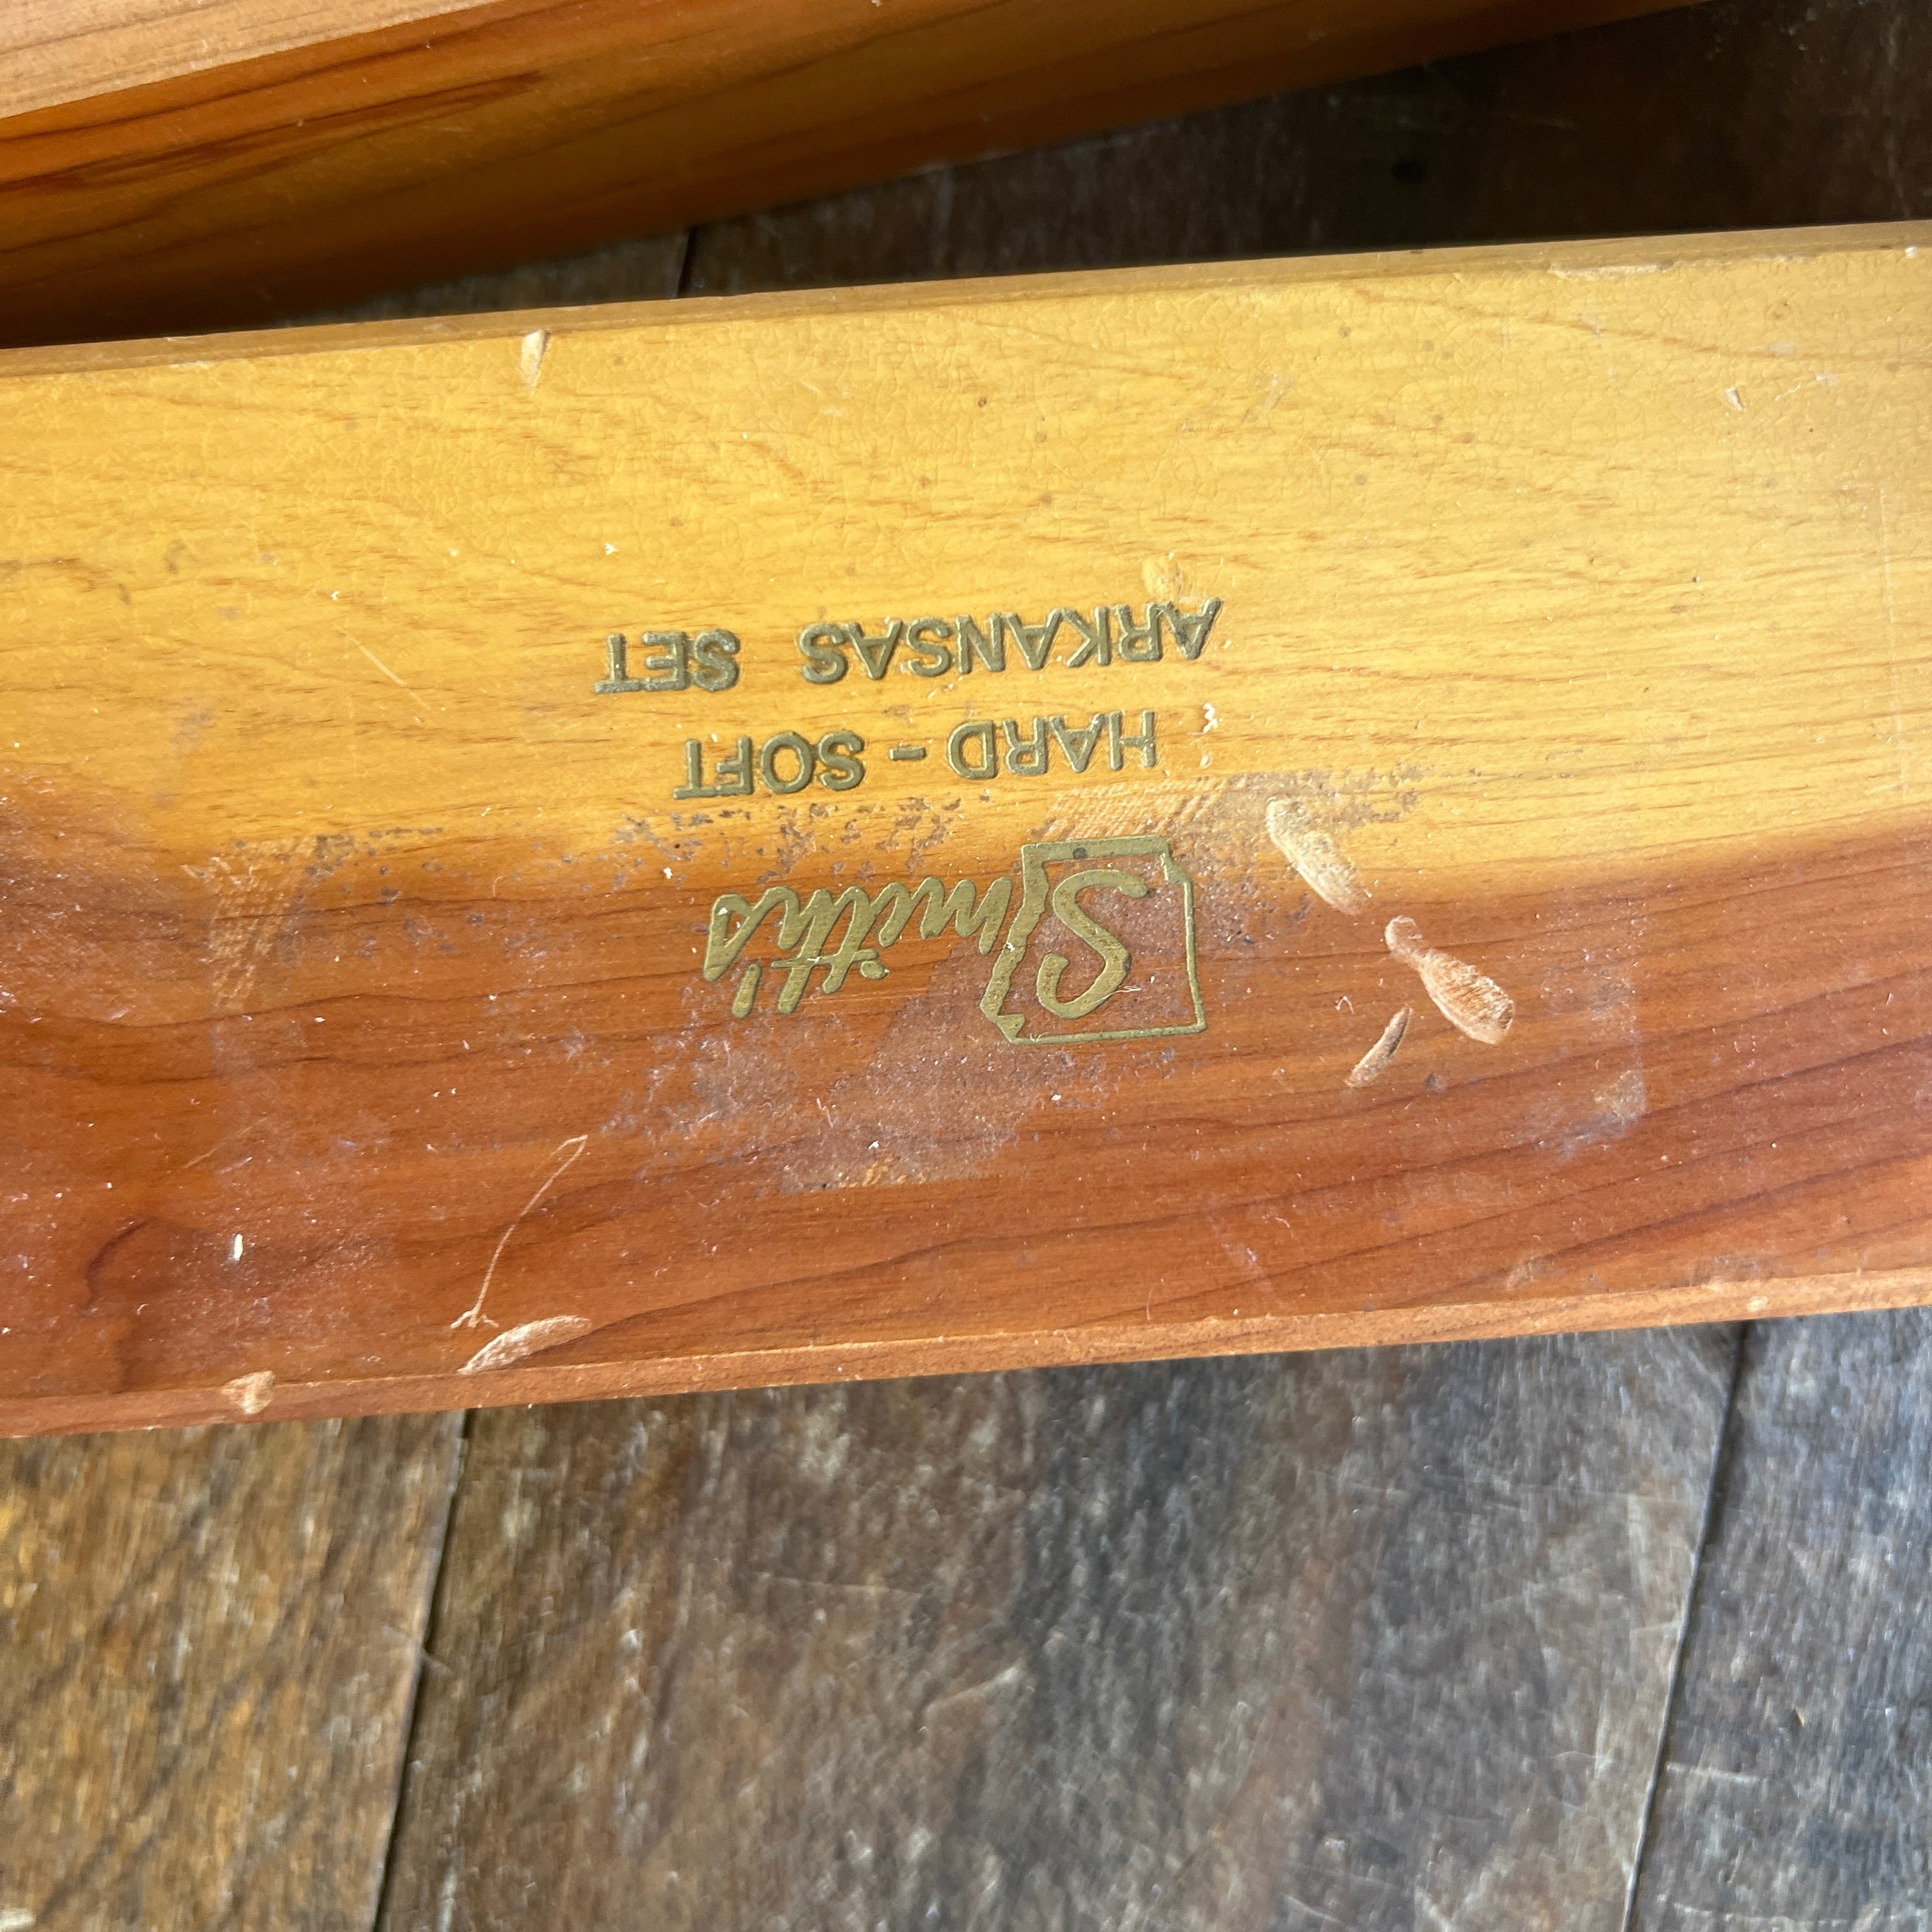 Smith's
HARD - SOFT
ARKANSAS SET